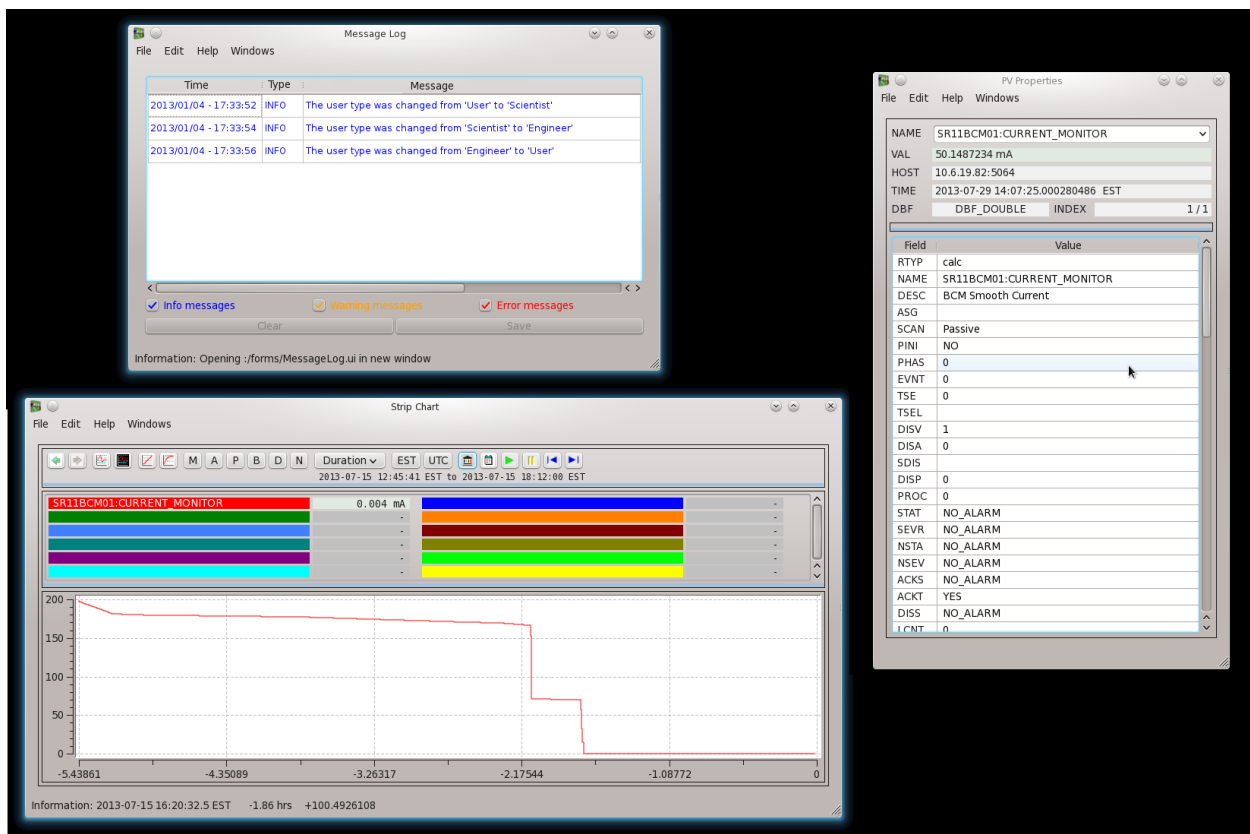 Message Log
File Edit Help Windows
Time Type Message
2013/01/04 - 17:33:52 INFO The user type was changed from 'User' to 'Scientist'
2013/01/04 - 17:33:54 INFO The user type was changed from 'Scientist' to 'Engineer'
2013/01/04 - 17:33:56 INFO The user type was changed from 'Engineer' to 'User'
Info messages Warning messages Error messages
Clear Save
Information: Opening :/forms/MessageLog.ui in new window
PV Properties
File Edit Help Windows
NAME SR11BCM01:CURRENT_MONITOR
VAL 50.1487234 mA
HOST 10.6.19.82:5064
TIME 2013-07-29 14:07:25.000280486 EST
DBF DBF_DOUBLE INDEX 1 / 1
Field Value
RTYP calc
NAME SR11BCM01:CURRENT_MONITOR
DESC BCM Smooth Current
ASG
SCAN Passive
PINI NO
PHAS 0
EVNT 0
TSE 0
TSEL
DISV 1
DISA 0
SDIS
DISP 0
PROC 0
STAT NO_ALARM
SEVR NO_ALARM
NSTA NO_ALARM
NSEV NO_ALARM
ACKS NO_ALARM
ACKT YES
DISS NO_ALARM
LCNT 0
Strip Chart
File Edit Help Windows
M A P B D N Duration EST UTC
2013-07-15 12:45:41 EST to 2013-07-15 18:12:00 EST
SR11BCM01:CURRENT_MONITOR 0.004 mA -
- -
- -
- -
- -
- -
200
150
100
50
0
-5.43861 -4.35089 -3.26317 -2.17544 -1.08772 0
Information: 2013-07-15 16:20:32.5 EST -1.86 hrs +100.4926108